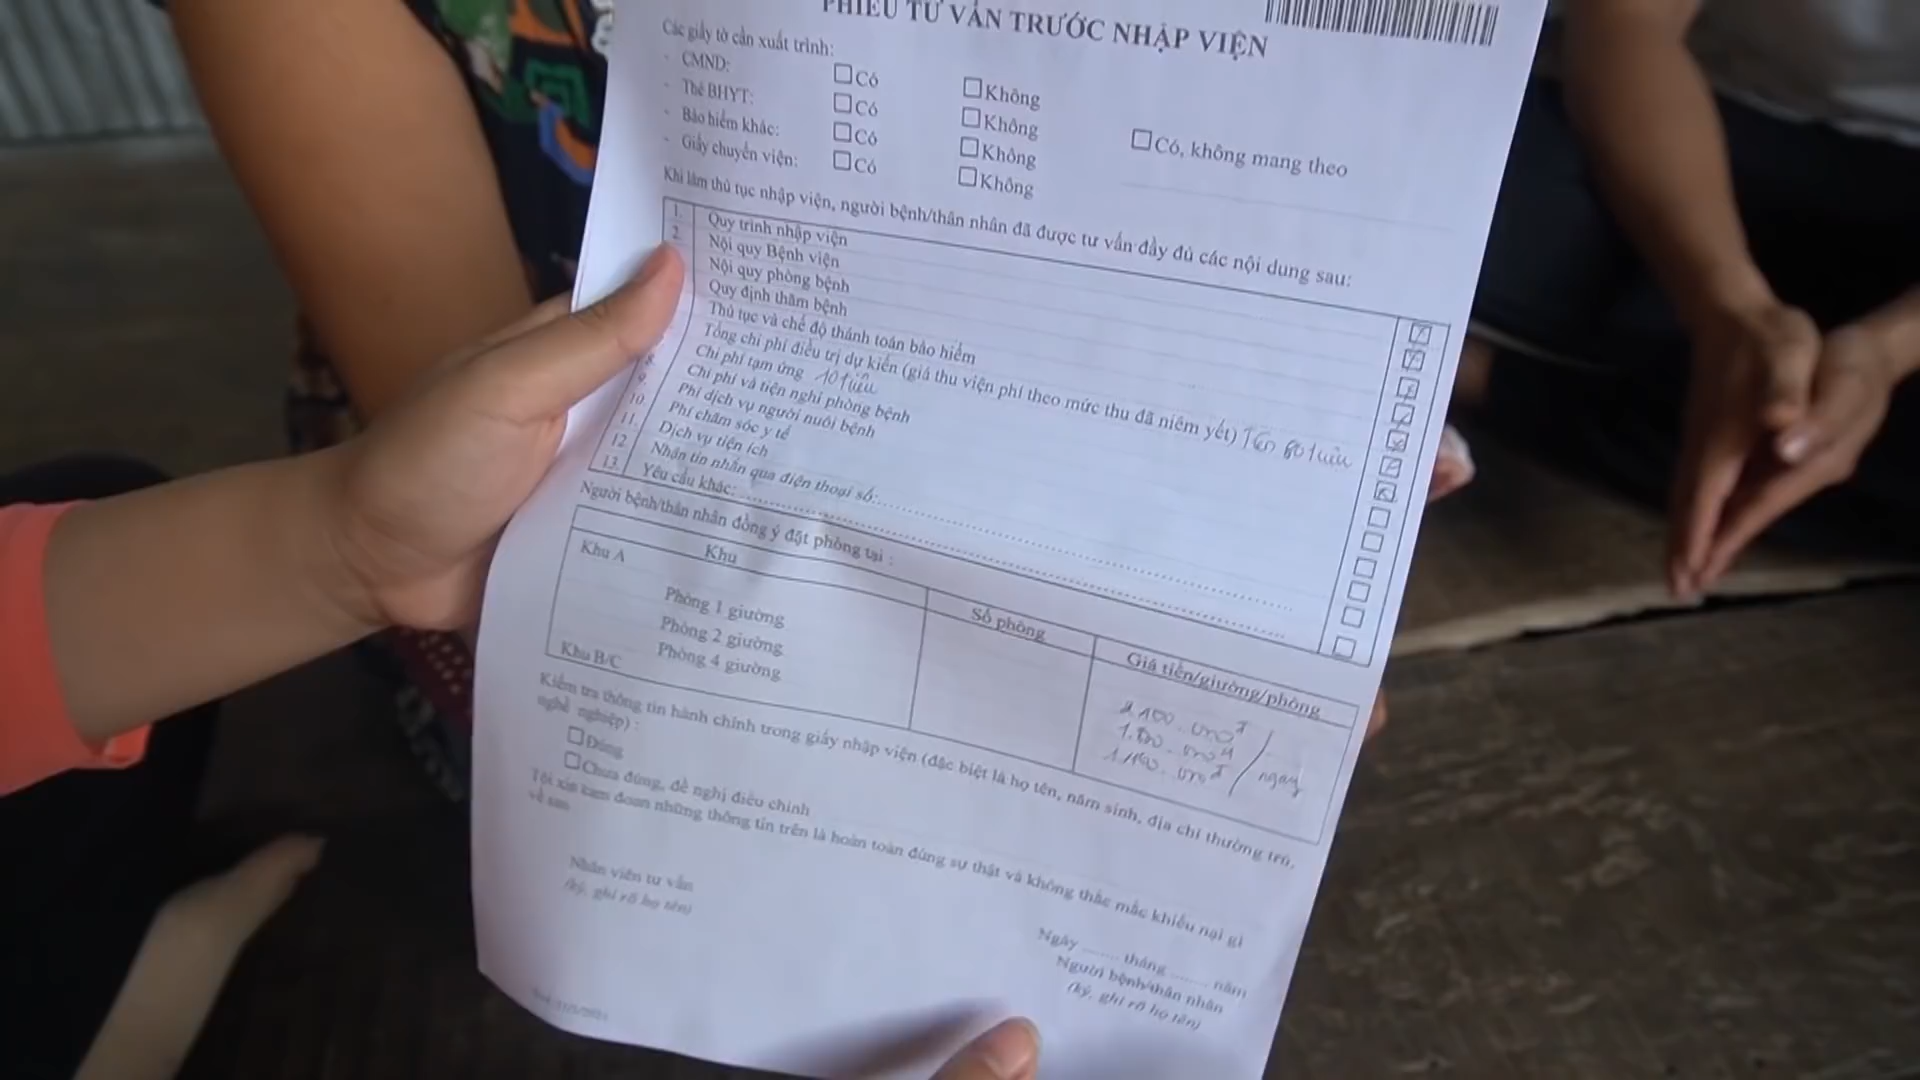 PHIẾU TƯ VẤN TRƯỚC NHẬP VIỆN
Các giấy tờ cần xuất trình:
- CMND: ☐Có ☐Không
- Thẻ BHYT: ☐Có ☐Không ☐Có, không mang theo
- Bảo hiểm khác: ☐Có ☐Không
- Giấy chuyển viện: ☐Có ☐Không
Khi làm thủ tục nhập viện, người bệnh/thân nhân đã được tư vấn đầy đủ các nội dung sau:
1. Quy trình nhập viện
2. Nội quy Bệnh viện
Nội quy phòng bệnh
Quy định thăm bệnh
Thủ tục và chế độ thánh toán bảo hiểm
Tổng chi phí điều trị dự kiến (giá thu viện phí theo mức thu đã niêm yết) Trên 80 triệu
Chi phí tạm ứng 10 triệu
8. Chi phí và tiện nghi phòng bệnh
9. Phí dịch vụ người nuôi bệnh
10. Phí chăm sóc y tế
11. Dịch vụ tiện ích
12. Nhận tin nhắn qua điện thoại số:
13. Yêu cầu khác:
Người bệnh/thân nhân đồng ý đặt phòng tại :
Khu Số phòng Giá tiền/giường/phòng
Khu A Phòng 1 giường
Phòng 2 giường
Khu B/C Phòng 4 giường
/ngày
Kiểm tra thông tin hành chính trong giấy nhập viện (đặc biệt là họ tên, năm sinh, địa chỉ thường trú,
nghề nghiệp) :
☐Đúng
☐Chưa đúng, đề nghị điều chỉnh
Tôi xin cam đoan những thông tin trên là hoàn toàn đúng sự thật và không thắc mắc khiếu nại gì
về sau
Ngày ....... tháng ....... năm
Nhân viên tư vấn Người bệnh/thân nhân
(ký, ghi rõ họ tên) (ký, ghi rõ họ tên)